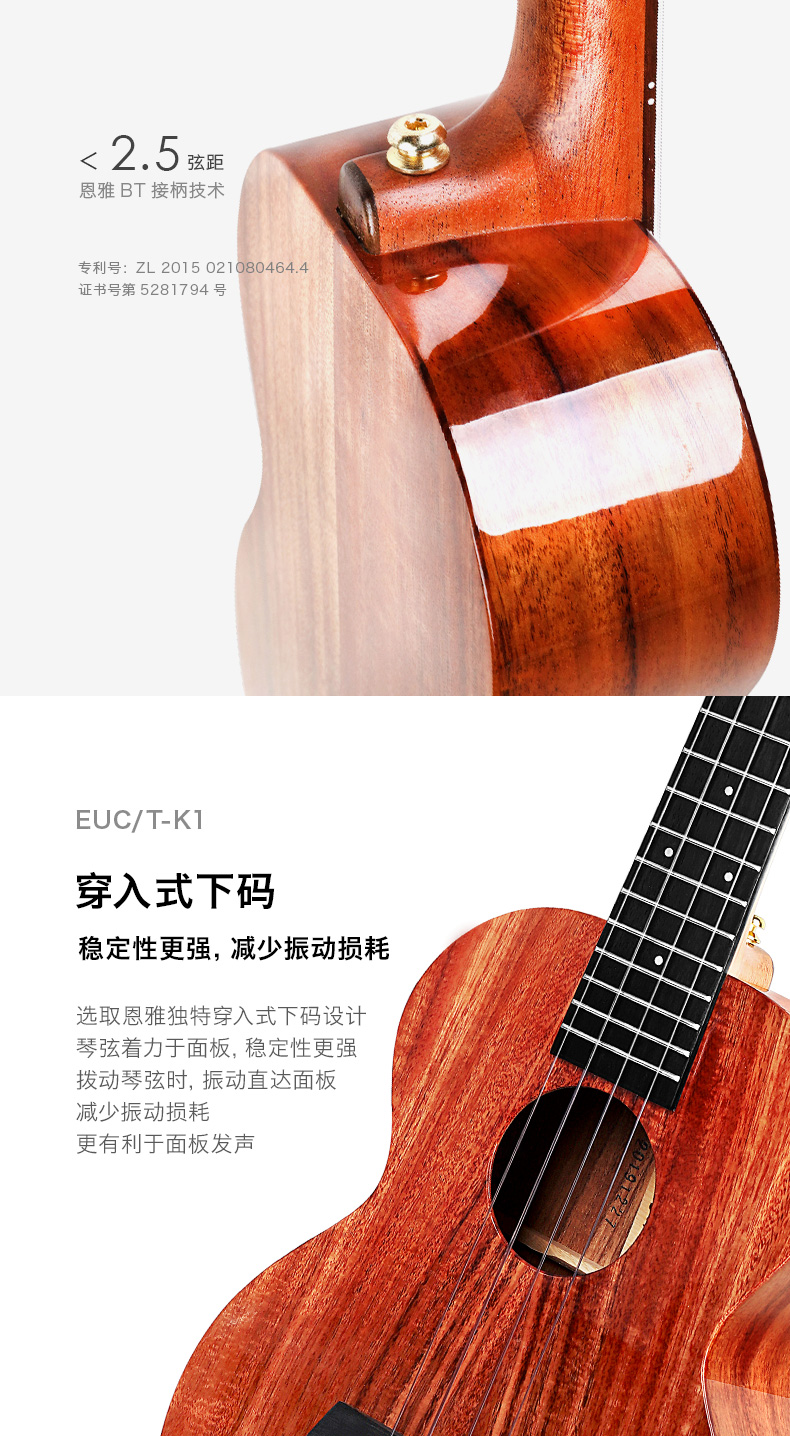 < 2.5 弦距
恩雅 BT 接柄技术
专利号：ZL 2015 021080464.4
证书号第 5281794 号
EUC/T-K1
穿入式下码
稳定性更强, 减少振动损耗
选取恩雅独特穿入式下码设计
琴弦着力于面板, 稳定性更强
拨动琴弦时, 振动直达面板
减少振动损耗
更有利于面板发声